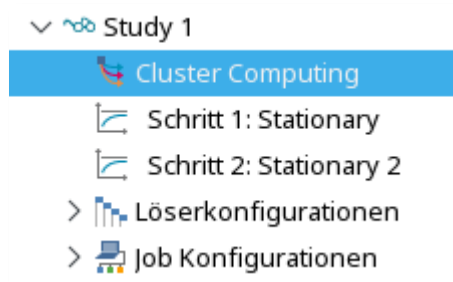 Study 1
Cluster Computing
Schritt 1: Stationary
Schritt 2: Stationary 2
Löserkonfigurationen
Job Konfigurationen